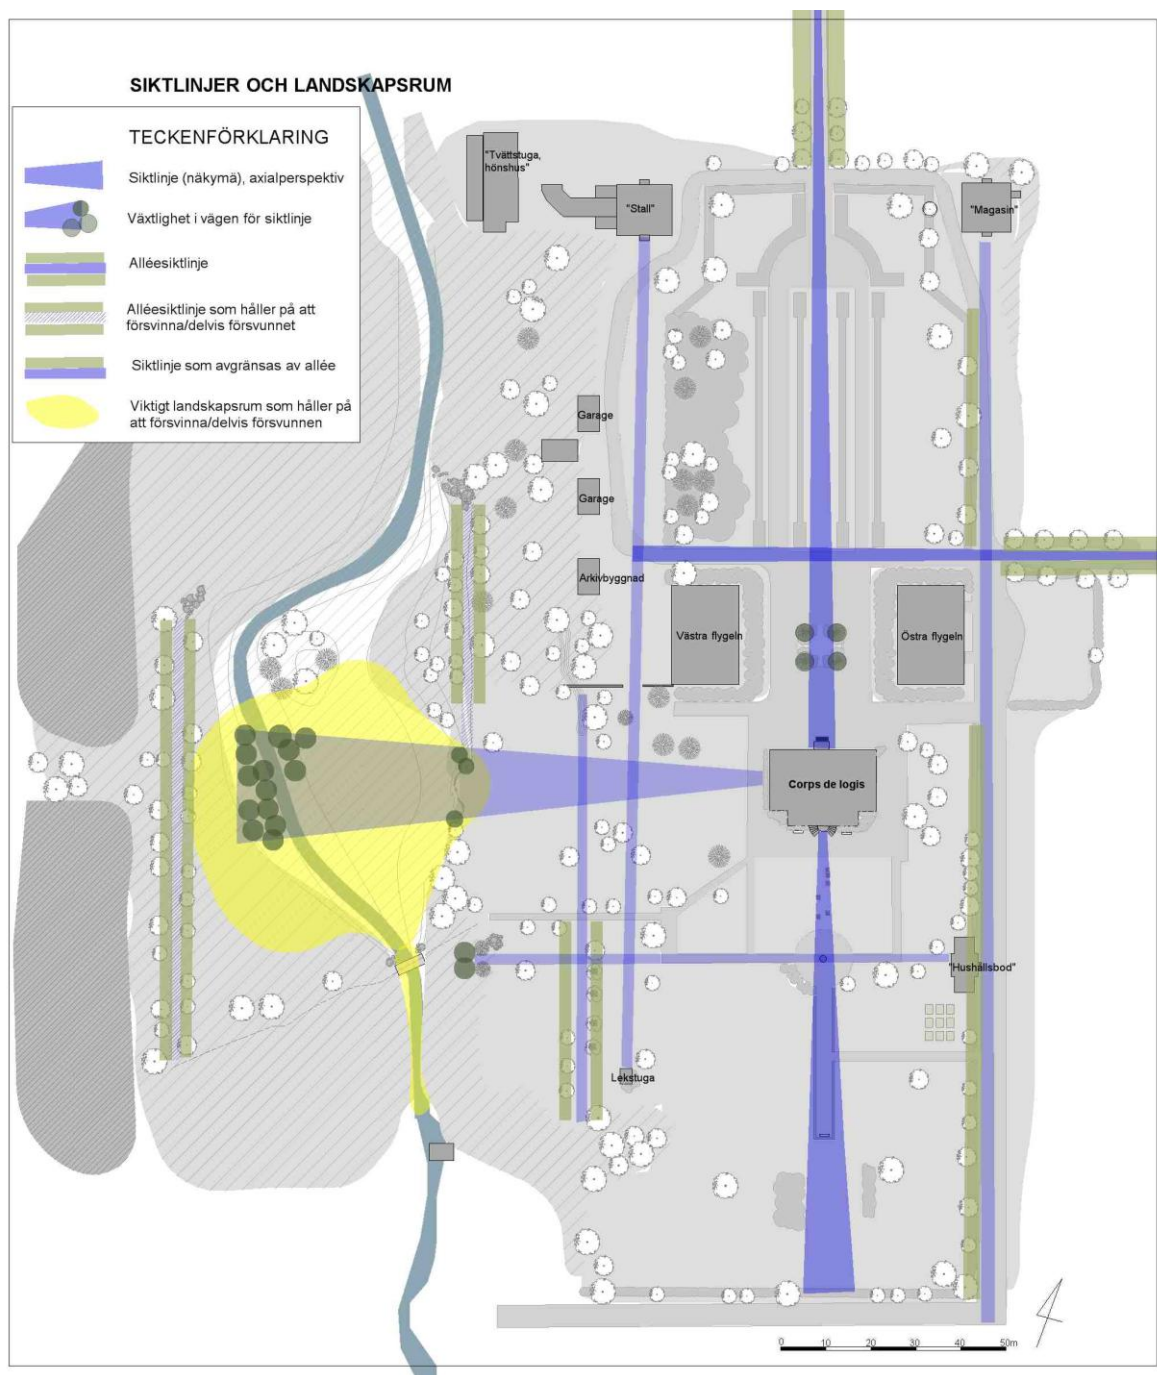 SIKTLINJER OCH LANDSKAPSRUM
TECKENFÖRKLARING
Siktlinje (näkymä), axialperspektiv
Växtlighet i vägen för siktlinje
Alléesiktlinje
Alléesiktlinje som håller på att
försvinna/delvis försvunnet
Siktlinje som avgränsas av allée
Viktigt landskapsrum som håller på
att försvinna/delvis försvunnen
"Tvättstuga,
hönshus"
"Stall"
"Magasin"
Garage
Garage
Arkivbyggnad
Västra flygeln
Östra flygeln
Corps de logis
"Hushållsbod"
Lekstuga
0 10 20 30 40 50m